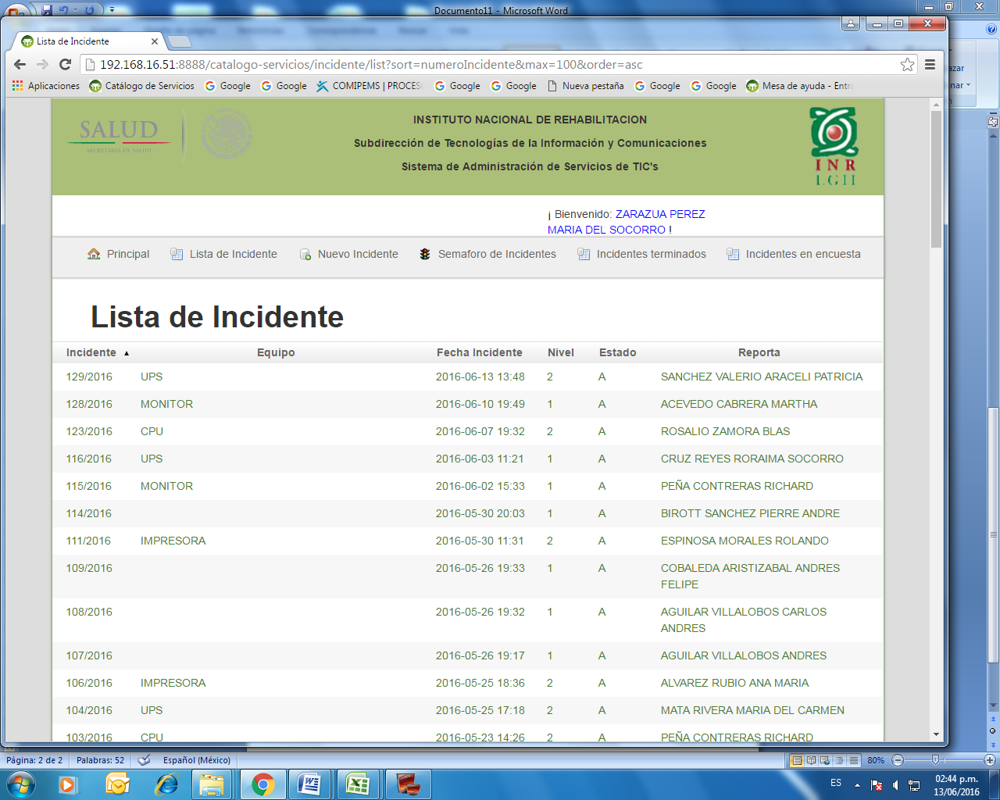 Documento11 - Microsoft Word
Lista de Incidente
192.168.16.51:8888/catalogo-servicios/incidente/list?sort=numeroIncidente&max=100&order=asc
Aplicaciones Catálogo de Servicios Google Google COMIPEMS | PROCES Google Google Nueva pestaña Google Google Mesa de ayuda - Entra
SALUD
SECRETARÍA DE SALUD
INSTITUTO NACIONAL DE REHABILITACION
Subdirección de Tecnologías de la Información y Comunicaciones
Sistema de Administración de Servicios de TIC's
INR
LGII
¡ Bienvenido: ZARAZUA PEREZ
MARIA DEL SOCORRO !
Principal Lista de Incidente Nuevo Incidente Semaforo de Incidentes Incidentes terminados Incidentes en encuesta
Lista de Incidente
Incidente Equipo Fecha Incidente Nivel Estado Reporta
129/2016 UPS 2016-06-13 13:48 2 A SANCHEZ VALERIO ARACELI PATRICIA
128/2016 MONITOR 2016-06-10 19:49 1 A ACEVEDO CABRERA MARTHA
123/2016 CPU 2016-06-07 19:32 2 A ROSALIO ZAMORA BLAS
116/2016 UPS 2016-06-03 11:21 1 A CRUZ REYES RORAIMA SOCORRO
115/2016 MONITOR 2016-06-02 15:33 1 A PEÑA CONTRERAS RICHARD
114/2016 2016-05-30 20:03 1 A BIROTT SANCHEZ PIERRE ANDRE
111/2016 IMPRESORA 2016-05-30 11:31 2 A ESPINOSA MORALES ROLANDO
109/2016 2016-05-26 19:33 1 A COBALEDA ARISTIZABAL ANDRES
FELIPE
108/2016 2016-05-26 19:32 1 A AGUILAR VILLALOBOS CARLOS
ANDRES
107/2016 2016-05-26 19:17 1 A AGUILAR VILLALOBOS ANDRES
106/2016 IMPRESORA 2016-05-25 18:36 2 A ALVAREZ RUBIO ANA MARIA
104/2016 UPS 2016-05-25 17:18 2 A MATA RIVERA MARIA DEL CARMEN
103/2016 CPU 2016-05-23 14:26 2 A PEÑA CONTRERAS RICHARD
Página: 2 de 2 Palabras: 52 Español (México) 80%
ES 02:44 p.m.
13/06/2016